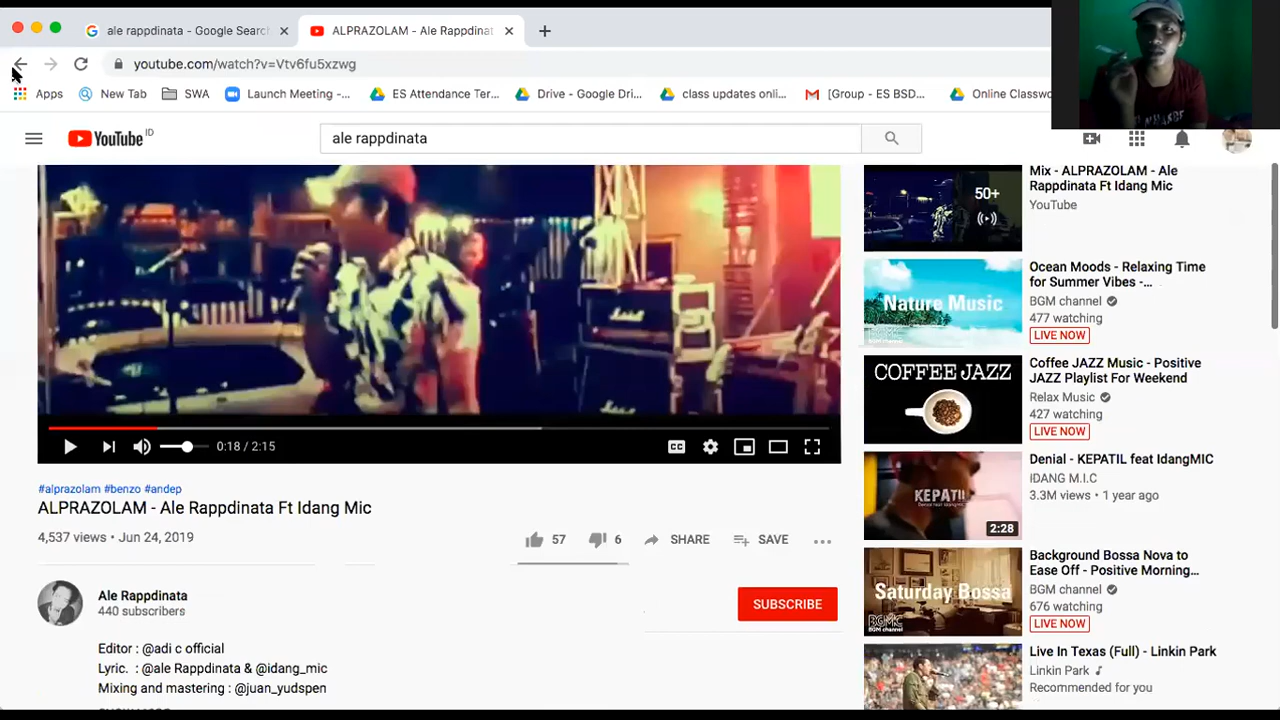 ale rappdinata - Google Search
ALPRAZOLAM - Ale Rappdinat
youtube.com/watch?v=Vtv6fu5xzwg
Apps
New Tab
SWA
Launch Meeting -...
ES Attendance Ter...
Drive - Google Dri...
class updates onli...
[Group - ES BSD...
Online Classwo
YouTube ID
ale rappdinata
0:18 / 2:15
CC
#alprazolam #benzo #andep
ALPRAZOLAM - Ale Rappdinata Ft Idang Mic
4,537 views • Jun 24, 2019
57
6
SHARE
SAVE
Ale Rappdinata
440 subscribers
SUBSCRIBE
Editor : @adi c official
Lyric. : @ale Rappdinata & @idang_mic
Mixing and mastering : @juan_yudspen
50+
Mix - ALPRAZOLAM - Ale
Rappdinata Ft Idang Mic
YouTube
Nature Music
BGM channel
Ocean Moods - Relaxing Time
for Summer Vibes -...
BGM channel
477 watching
LIVE NOW
COFFEE JAZZ
Coffee JAZZ Music - Positive
JAZZ Playlist For Weekend
Relax Music
427 watching
LIVE NOW
KEPATIL
2:28
Denial - KEPATIL feat IdangMIC
IDANG M.I.C
3.3M views • 1 year ago
Saturday Bossa
BGM channel
Background Bossa Nova to
Ease Off - Positive Morning...
BGM channel
676 watching
LIVE NOW
Live In Texas (Full) - Linkin Park
Linkin Park
Recommended for you